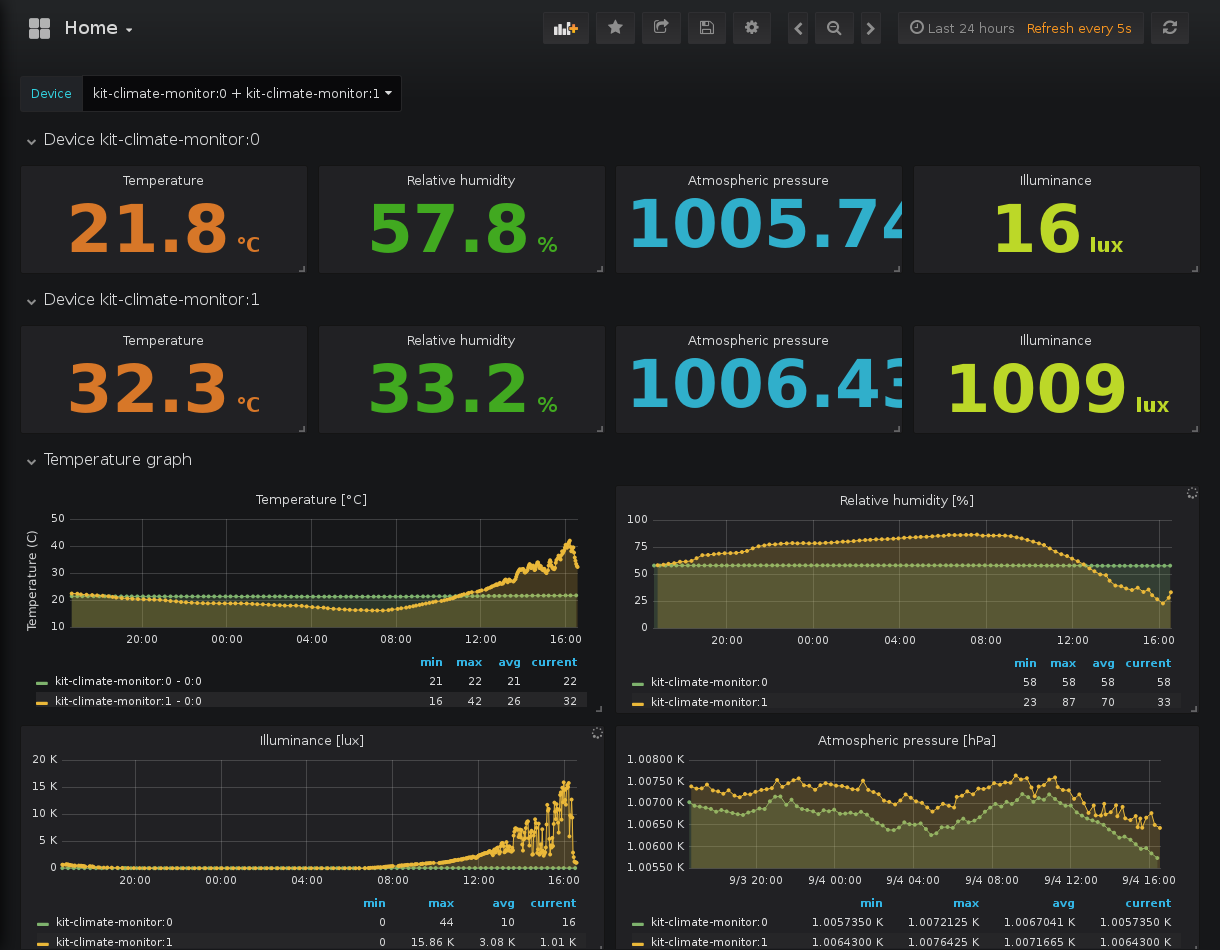 Home
Last 24 hours Refresh every 5s
Device kit-climate-monitor:0 + kit-climate-monitor:1
Device kit-climate-monitor:0
Temperature Relative humidity Atmospheric pressure Illuminance
21.8 °C 57.8 % 1005.74 16 lux
Device kit-climate-monitor:1
Temperature Relative humidity Atmospheric pressure Illuminance
32.3 °C 33.2 % 1006.43 1009 lux
Temperature graph
Temperature [°C]
Temperature (C)
50
40
30
20
10
20:00 00:00 04:00 08:00 12:00 16:00
min max avg current
kit-climate-monitor:0 - 0:0 21 22 21 22
kit-climate-monitor:1 - 0:0 16 42 26 32
Relative humidity [%]
100
75
50
25
0
20:00 00:00 04:00 08:00 12:00 16:00
min max avg current
kit-climate-monitor:0 58 58 58 58
kit-climate-monitor:1 23 87 70 33
Illuminance [lux]
20 K
15 K
10 K
5 K
0
20:00 00:00 04:00 08:00 12:00 16:00
min max avg current
kit-climate-monitor:0 0 44 10 16
kit-climate-monitor:1 0 15.86 K 3.08 K 1.01 K
Atmospheric pressure [hPa]
1.00800 K
1.00750 K
1.00700 K
1.00650 K
1.00600 K
1.00550 K
9/3 20:00 9/4 00:00 9/4 04:00 9/4 08:00 9/4 12:00 9/4 16:00
min max avg current
kit-climate-monitor:0 1.0057350 K 1.0072125 K 1.0067041 K 1.0057350 K
kit-climate-monitor:1 1.0064300 K 1.0076425 K 1.0071665 K 1.0064300 K